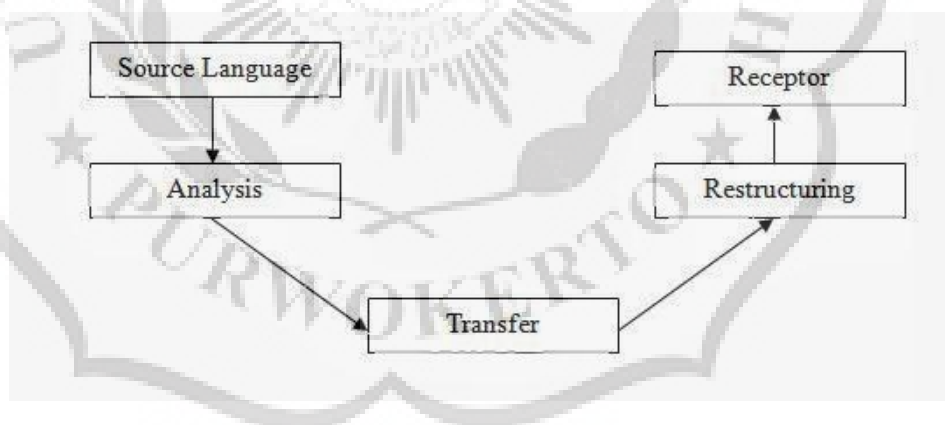 Source Language
Receptor
Analysis
Restructuring
Transfer
PURWOKERTO